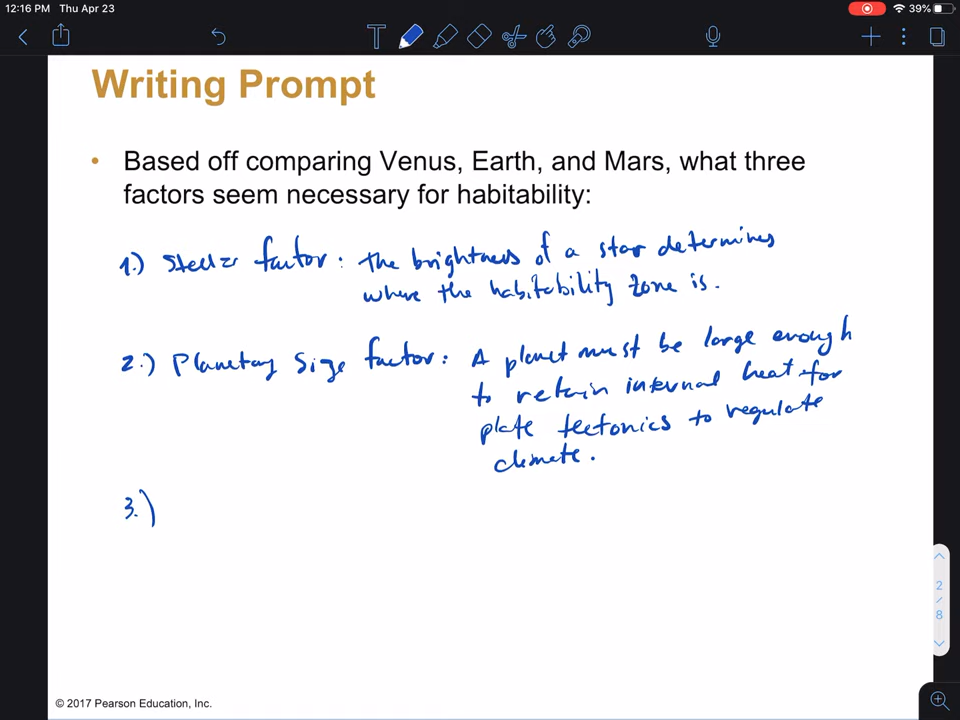 12:16 PM Thu Apr 23
39%
Writing Prompt
• Based off comparing Venus, Earth, and Mars, what three
factors seem necessary for habitability:
1.) Stellar factor: the brightness of a star determines
where the habitability zone is.
2.) Planetary size factor: A planet must be large enough
to retain internal heat for
plate tectonics to regulate
climate.
3.)
2
/
8
© 2017 Pearson Education, Inc.